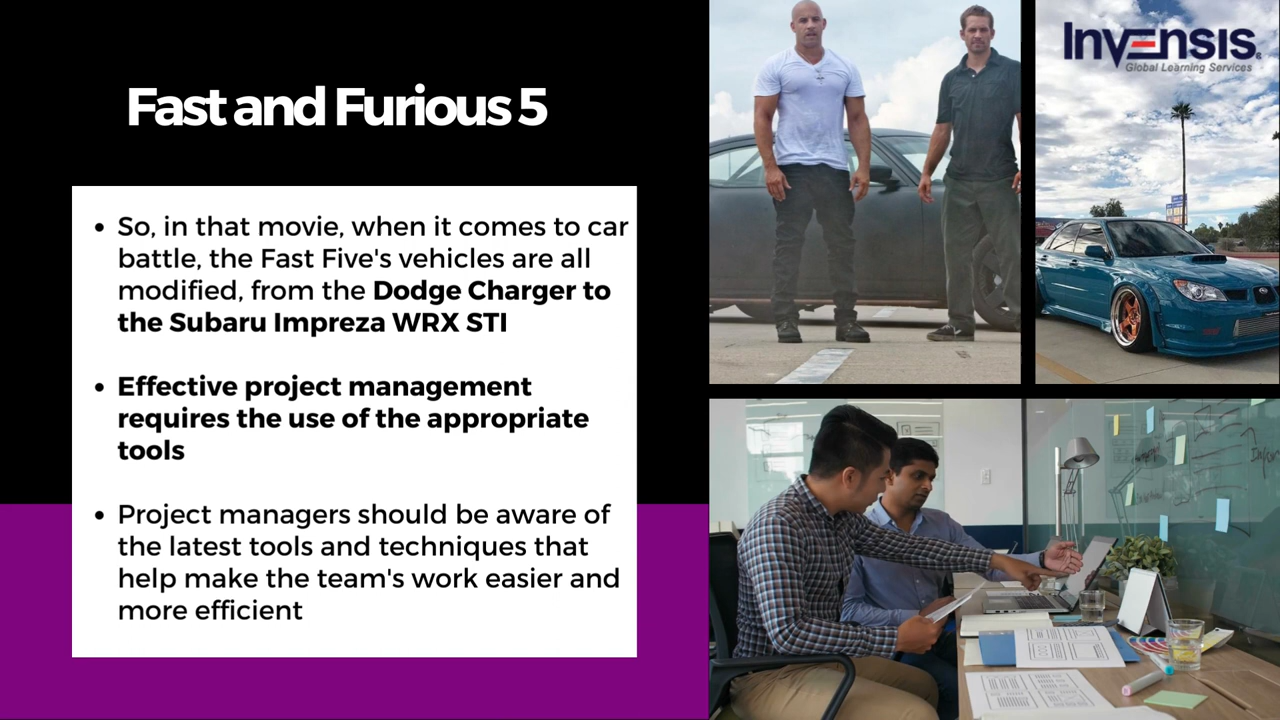 Fast and Furious 5
So, in that movie, when it comes to car
battle, the Fast Five's vehicles are all
modified, from the Dodge Charger to
the Subaru Impreza WRX STI
Effective project management
requires the use of the appropriate
tools
Project managers should be aware of
the latest tools and techniques that
help make the team's work easier and
more efficient
Invensis
Global Learning Services